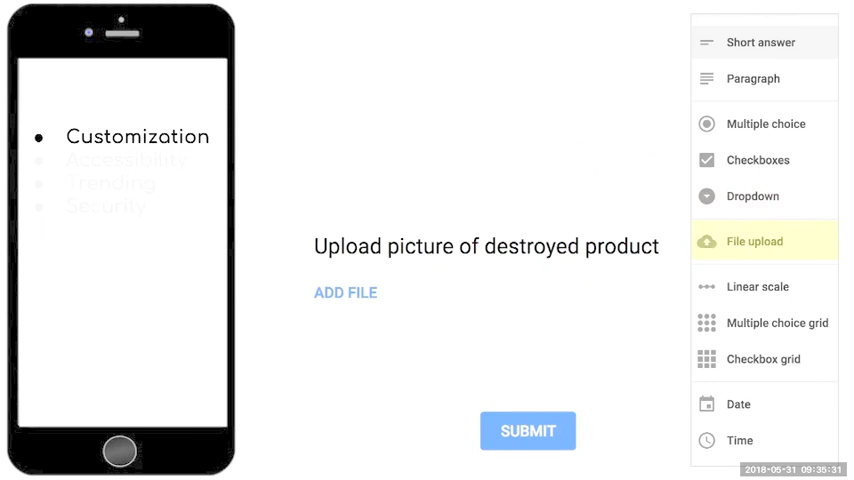 Customization
Accessibility
Trending
Security
Upload picture of destroyed product
ADD FILE
SUBMIT
Short answer
Paragraph
Multiple choice
Checkboxes
Dropdown
File upload
Linear scale
Multiple choice grid
Checkbox grid
Date
Time
2018-05-31 09:35:31